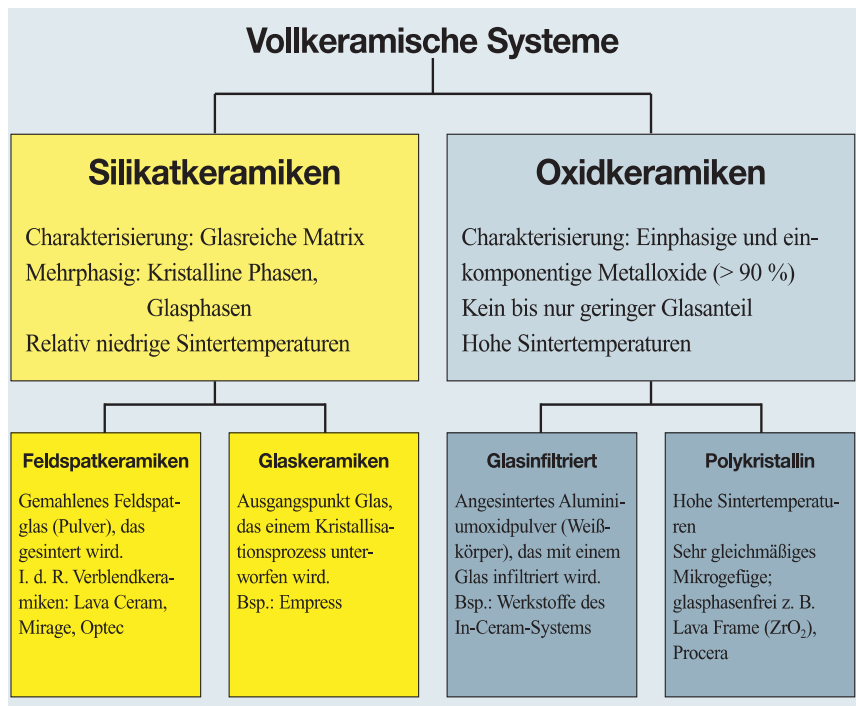 Vollkeramische Systeme
Silikatkeramiken
Charakterisierung: Glasreiche Matrix
Mehrphasig: Kristalline Phasen,
Glasphasen
Relativ niedrige Sintertemperaturen
Oxidkeramiken
Charakterisierung: Einphasige und ein-
komponentige Metalloxide (> 90 %)
Kein bis nur geringer Glasanteil
Hohe Sintertemperaturen
Feldspatkeramiken
Gemahlenes Feldspat-
glas (Pulver), das
gesintert wird.
I. d. R. Verblendkera-
miken: Lava Ceram,
Mirage, Optec
Glaskeramiken
Ausgangspunkt Glas,
das einem Kristallisa-
tionsprozess unter-
worfen wird.
Bsp.: Empress
Glasinfiltriert
Angesintertes Alumini-
umoxidpulver (Weiß-
körper), das mit einem
Glas infiltriert wird.
Bsp.: Werkstoffe des
In-Ceram-Systems
Polykristallin
Hohe Sintertemperatu-
ren
Sehr gleichmäßiges
Mikrogefüge;
glasphasenfrei z. B.
Lava Frame (ZrO₂),
Procera